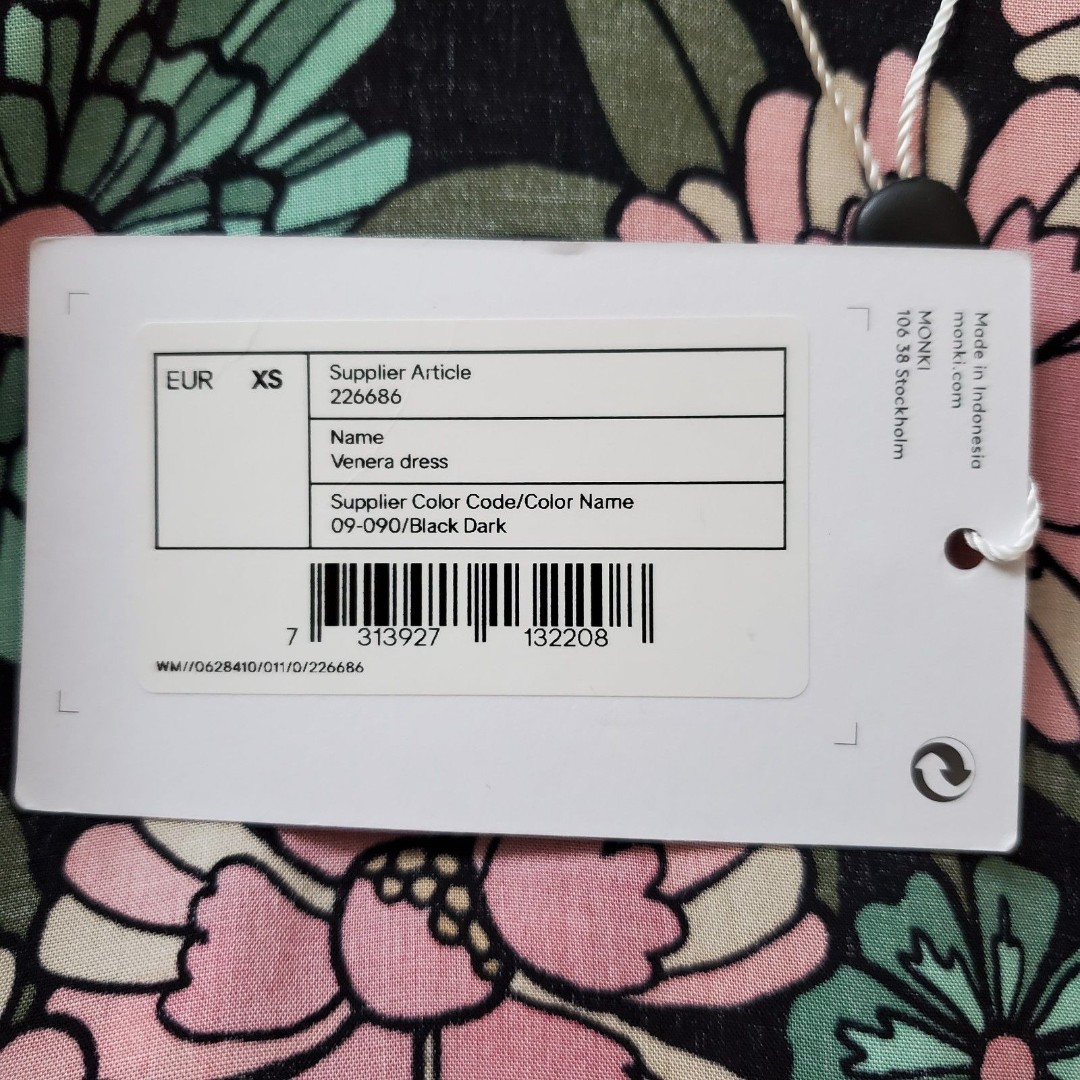 EUR XS
Supplier Article
226686
Name
Venera dress
Supplier Color Code/Color Name
09-090/Black Dark
7 313927 132208
WM//0628410/011/0/226686
Made in Indonesia
monki.com
MONKI
106 38 Stockholm